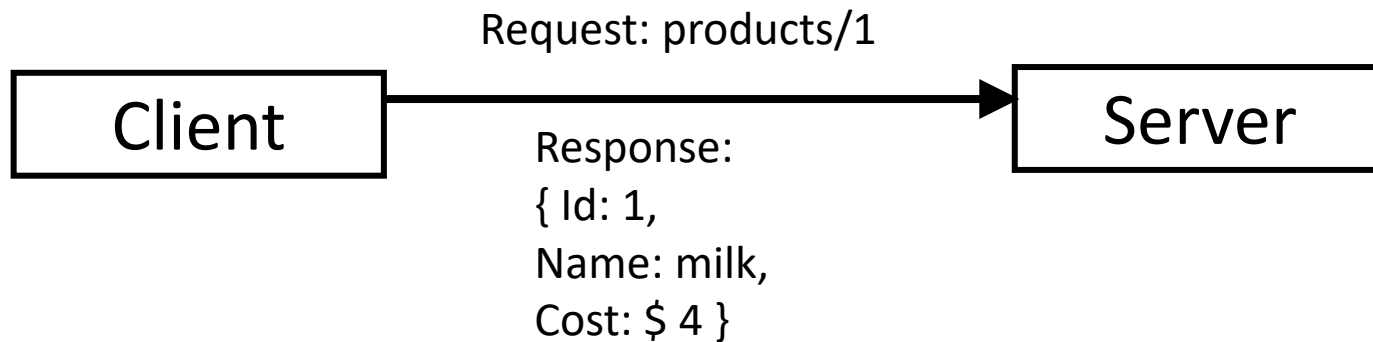 Request: products/1
Client
Server
Response:
{ Id: 1,
Name: milk,
Cost: $ 4 }